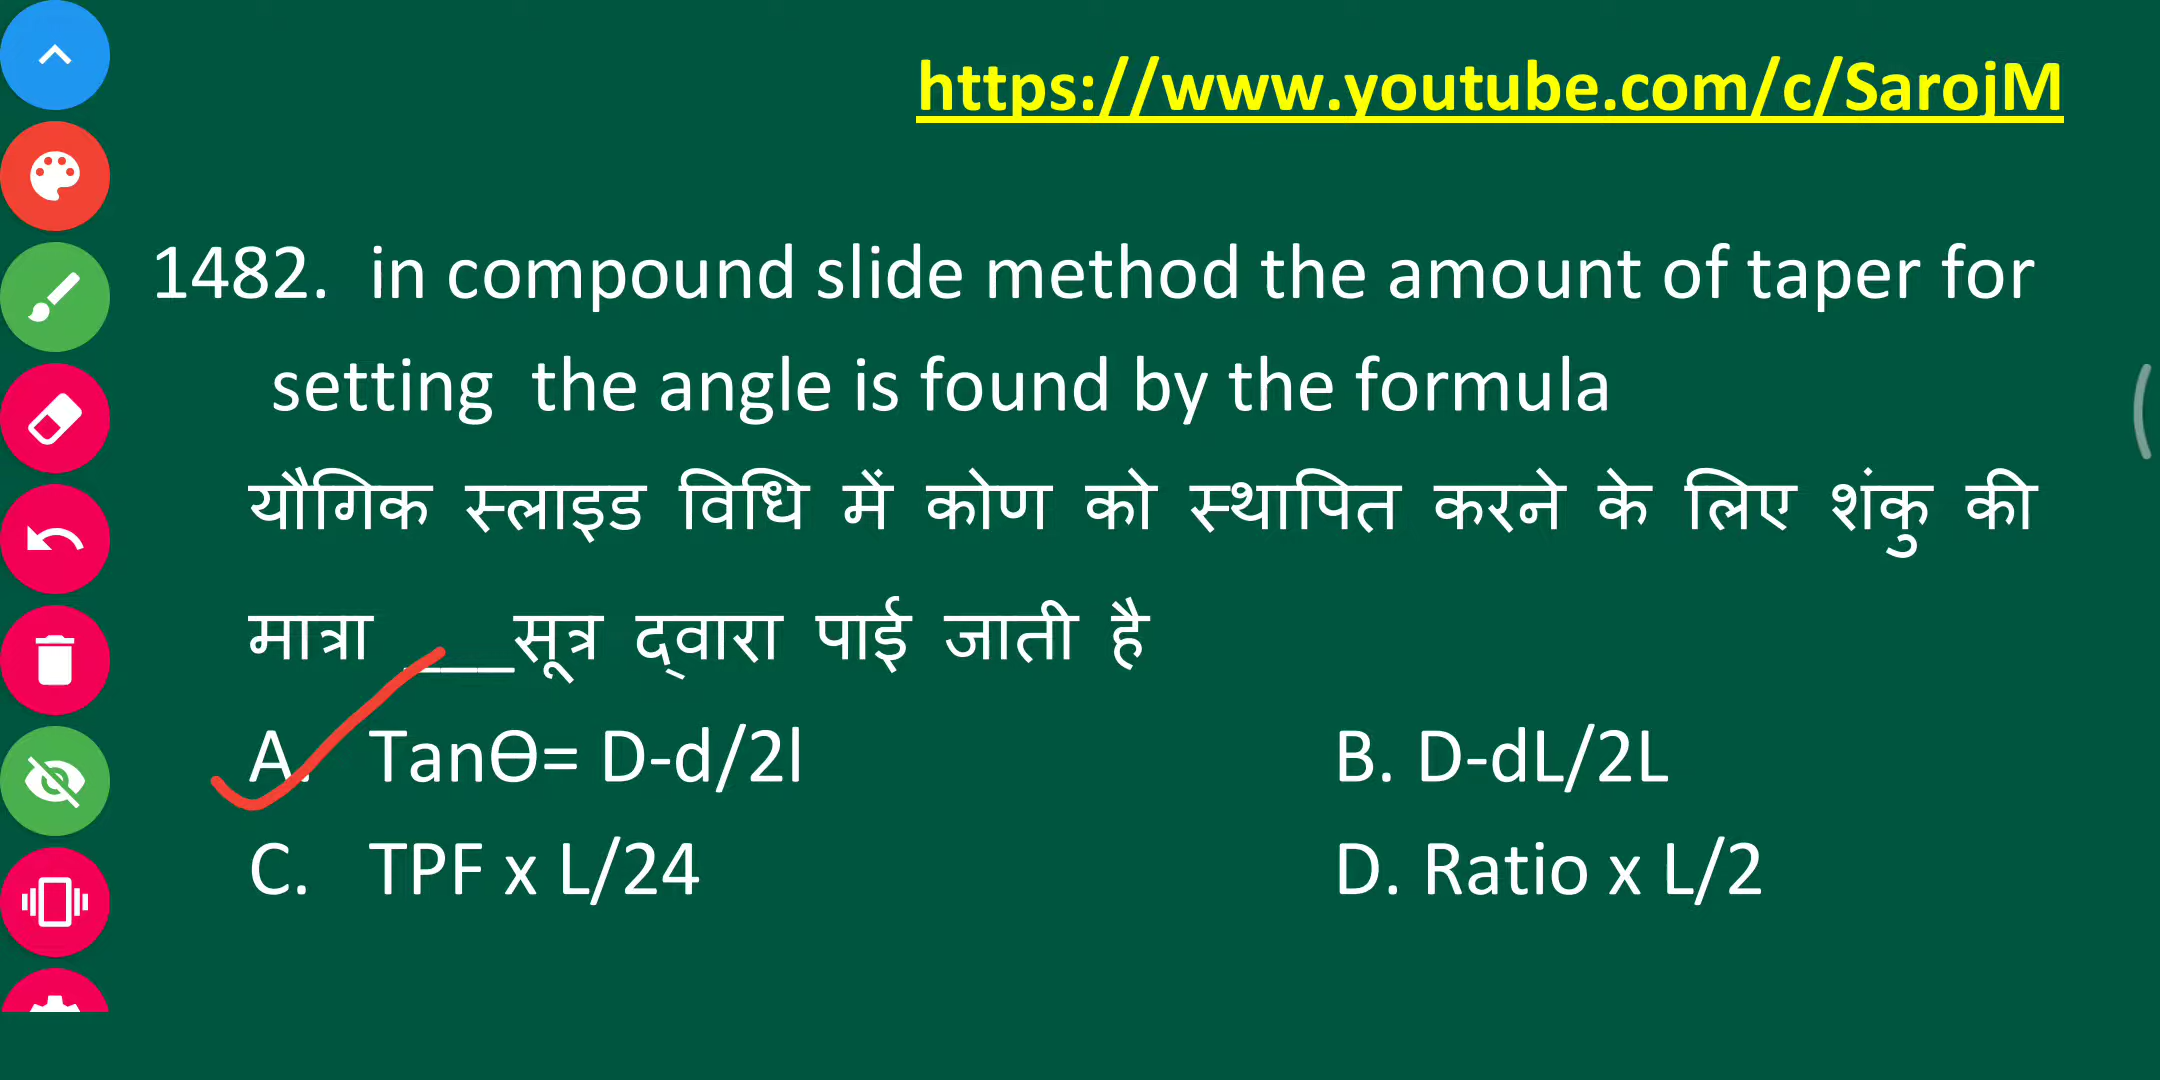 https://www.youtube.com/c/SarojM
1482. in compound slide method the amount of taper for
setting the angle is found by the formula
यौगिक स्लाइड विधि में कोण को स्थापित करने के लिए शंकु की
मात्रा ___सूत्र द्वारा पाई जाती है
A. TanƟ= D-d/2l
B. D-dL/2L
C. TPF x L/24
D. Ratio x L/2